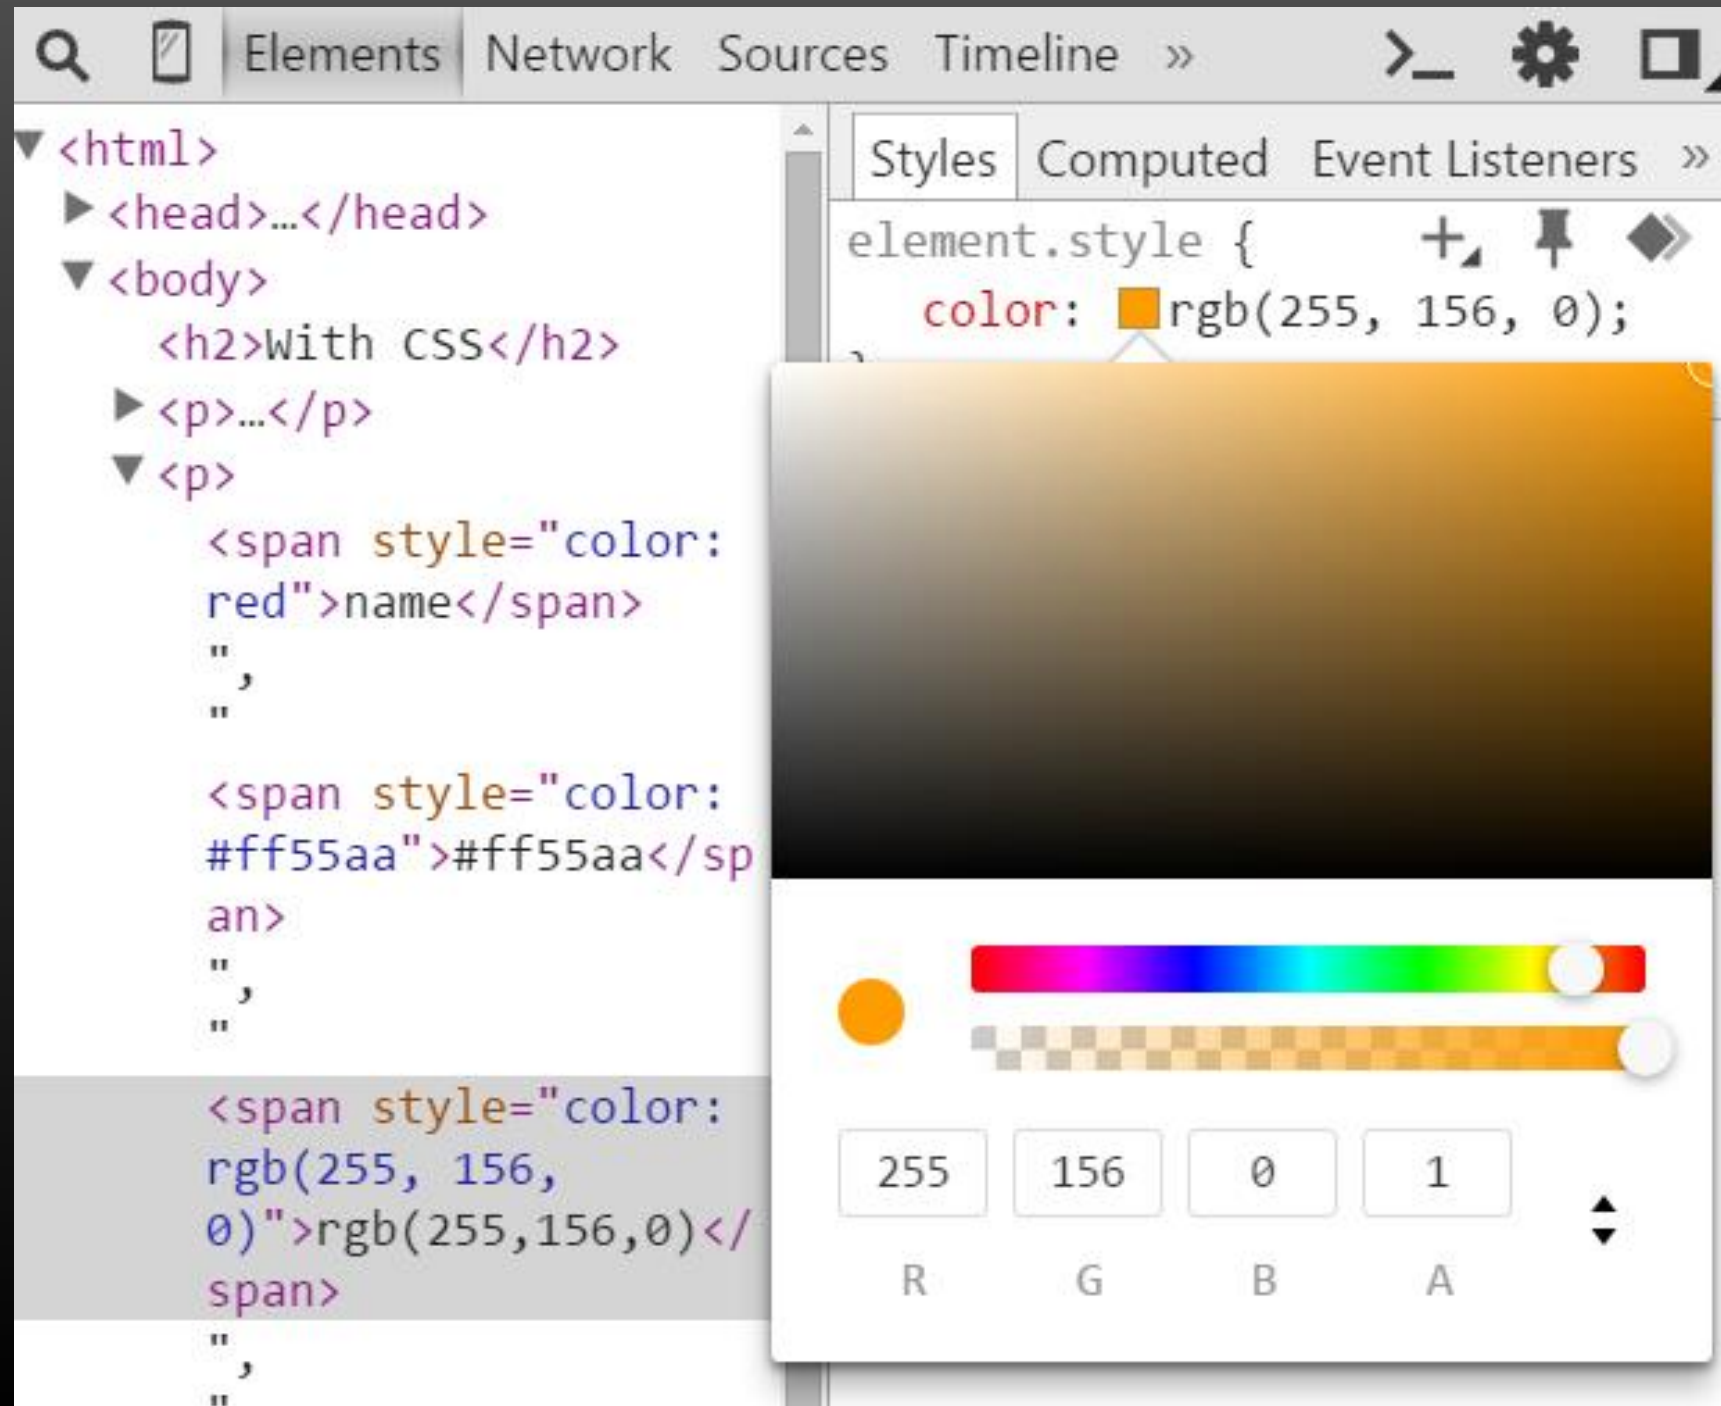 Elements Network Sources Timeline »
<html>
<head>…</head>
<body>
<h2>With CSS</h2>
<p>…</p>
<p>
<span style="color:
red">name</span>
",
"
<span style="color:
#ff55aa">#ff55aa</sp
an>
",
"
<span style="color:
rgb(255, 156,
0)">rgb(255,156,0)</
span>
",
"
Styles Computed Event Listeners »
element.style {
color: rgb(255, 156, 0);
}
255 156 0 1
R G B A